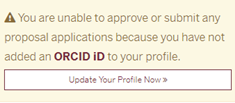 You are unable to approve or submit any
proposal applications because you have not
added an ORCID iD to your profile.
Update Your Profile Now »